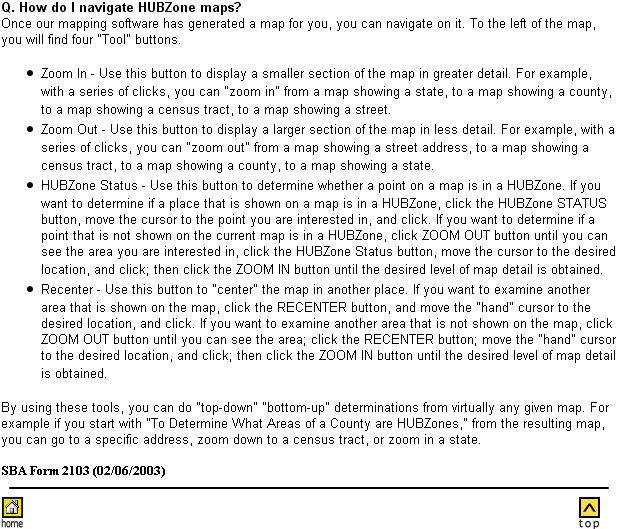 Q. How do I navigate HUBZone maps?
Once our mapping software has generated a map for you, you can navigate on it. To the left of the map,
you will find four "Tool" buttons.
• Zoom In - Use this button to display a smaller section of the map in greater detail. For example,
with a series of clicks, you can "zoom in" from a map showing a state, to a map showing a county,
to a map showing a census tract, to a map showing a street.
• Zoom Out - Use this button to display a larger section of the map in less detail. For example, with a
series of clicks, you can "zoom out" from a map showing a street address, to a map showing a
census tract, to a map showing a county, to a map showing a state.
• HUBZone Status - Use this button to determine whether a point on a map is in a HUBZone. If you
want to determine if a place that is shown on a map is in a HUBZone, click the HUBZone STATUS
button, move the cursor to the point you are interested in, and click. If you want to determine if a
point that is not shown on the current map is in a HUBZone, click ZOOM OUT button until you can
see the area you are interested in, click the HUBZone Status button, move the cursor to the desired
location, and click; then click the ZOOM IN button until the desired level of map detail is obtained.
• Recenter - Use this button to "center" the map in another place. If you want to examine another
area that is shown on the map, click the RECENTER button, and move the "hand" cursor to the
desired location, and click. If you want to examine another area that is not shown on the map, click
ZOOM OUT button until you can see the area; click the RECENTER button; move the "hand" cursor
to the desired location, and click; then click the ZOOM IN button until the desired level of map detail
is obtained.
By using these tools, you can do "top-down" "bottom-up" determinations from virtually any given map. For
example if you start with "To Determine What Areas of a County are HUBZones," from the resulting map,
you can go to a specific address, zoom down to a census tract, or zoom in a state.
SBA Form 2103 (02/06/2003)
home
top